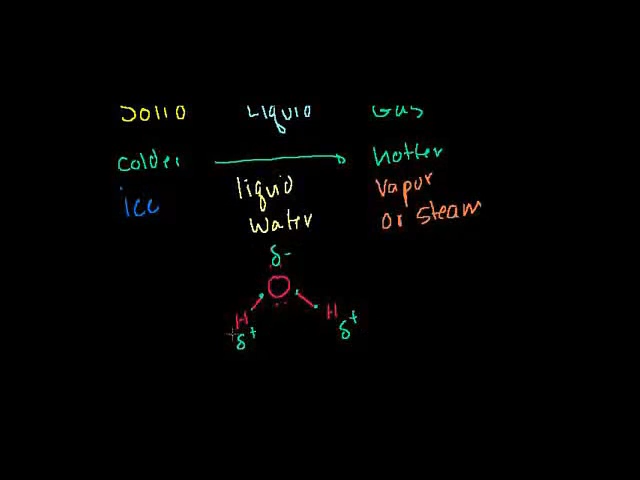 Solid Liquid Gas
colder hotter
ice liquid vapor
water or steam
δ-
O
H H
δ+ δ+